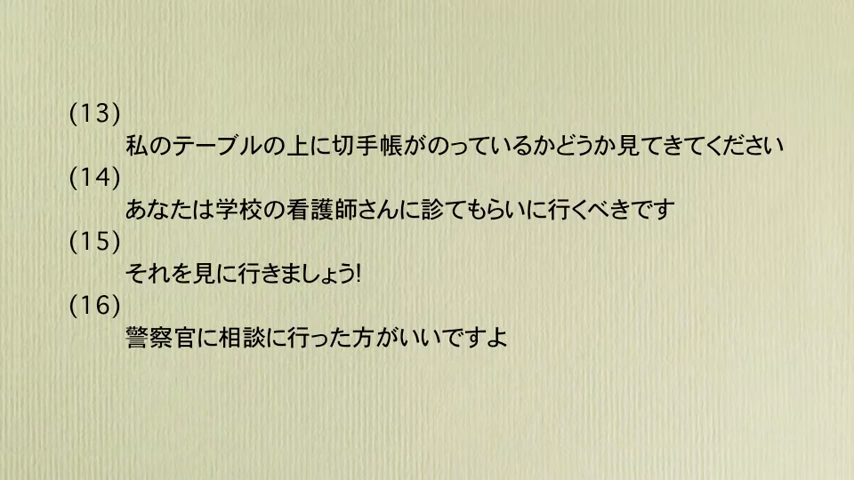 (13)
私のテーブルの上に切手帳がのっているかどうか見てきてください
(14)
あなたは学校の看護師さんに診てもらいに行くべきです
(15)
それを見に行きましょう!
(16)
警察官に相談に行った方がいいですよ